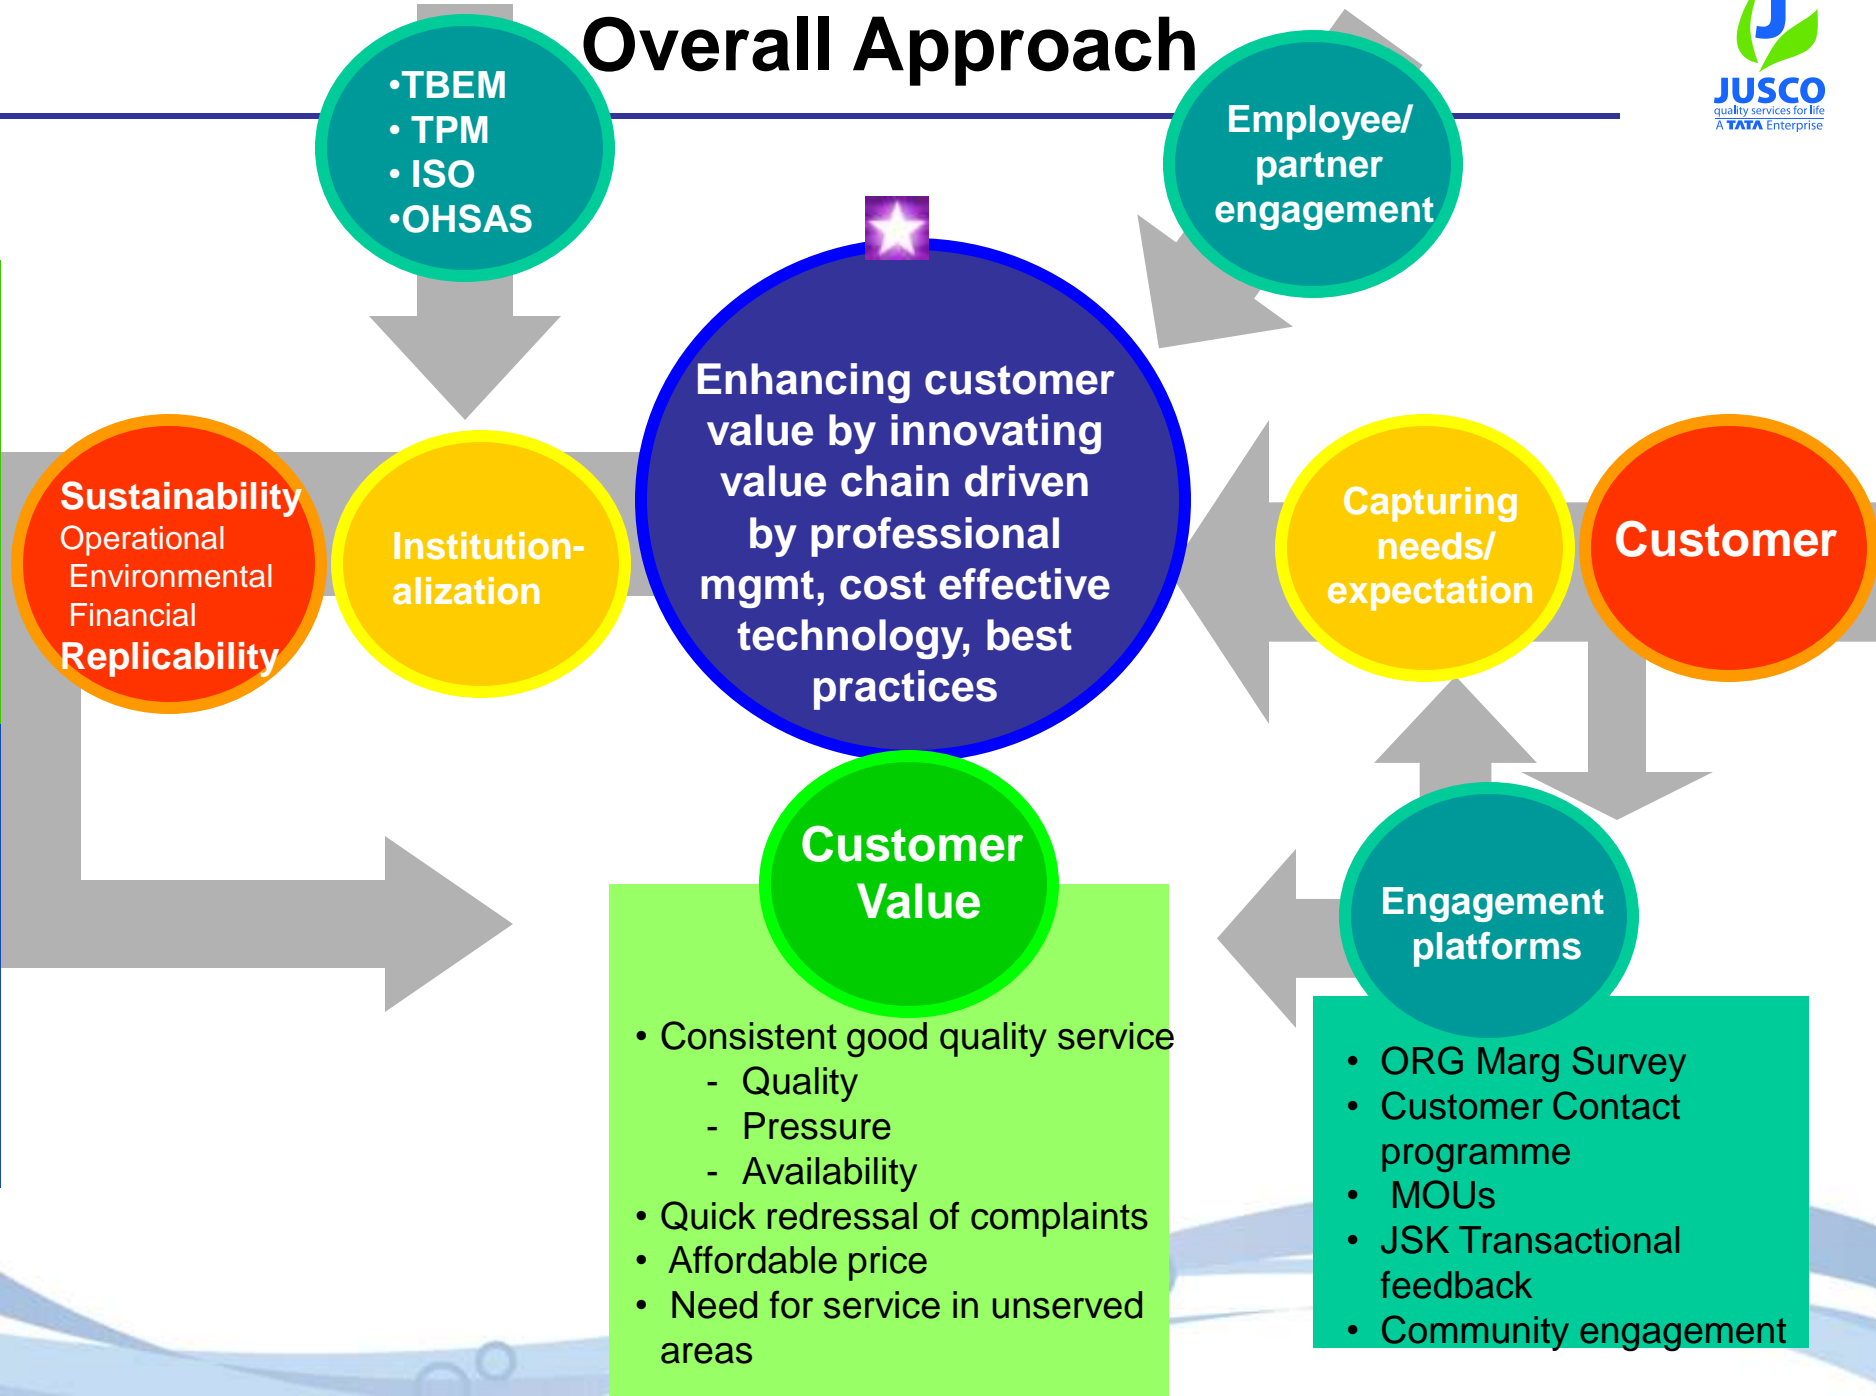 Overall Approach
JUSCO
quality services for life
A TATA Enterprise
•TBEM
• TPM
• ISO
•OHSAS
Employee/
partner
engagement
Enhancing customer
value by innovating
value chain driven
by professional
mgmt, cost effective
technology, best
practices
Sustainability
Operational
Environmental
Financial
Replicability
Institution-
alization
Capturing
needs/
expectation
Customer
Customer
Value
• Consistent good quality service
- Quality
- Pressure
- Availability
• Quick redressal of complaints
• Affordable price
• Need for service in unserved
areas
Engagement
platforms
• ORG Marg Survey
• Customer Contact
programme
• MOUs
• JSK Transactional
feedback
• Community engagement